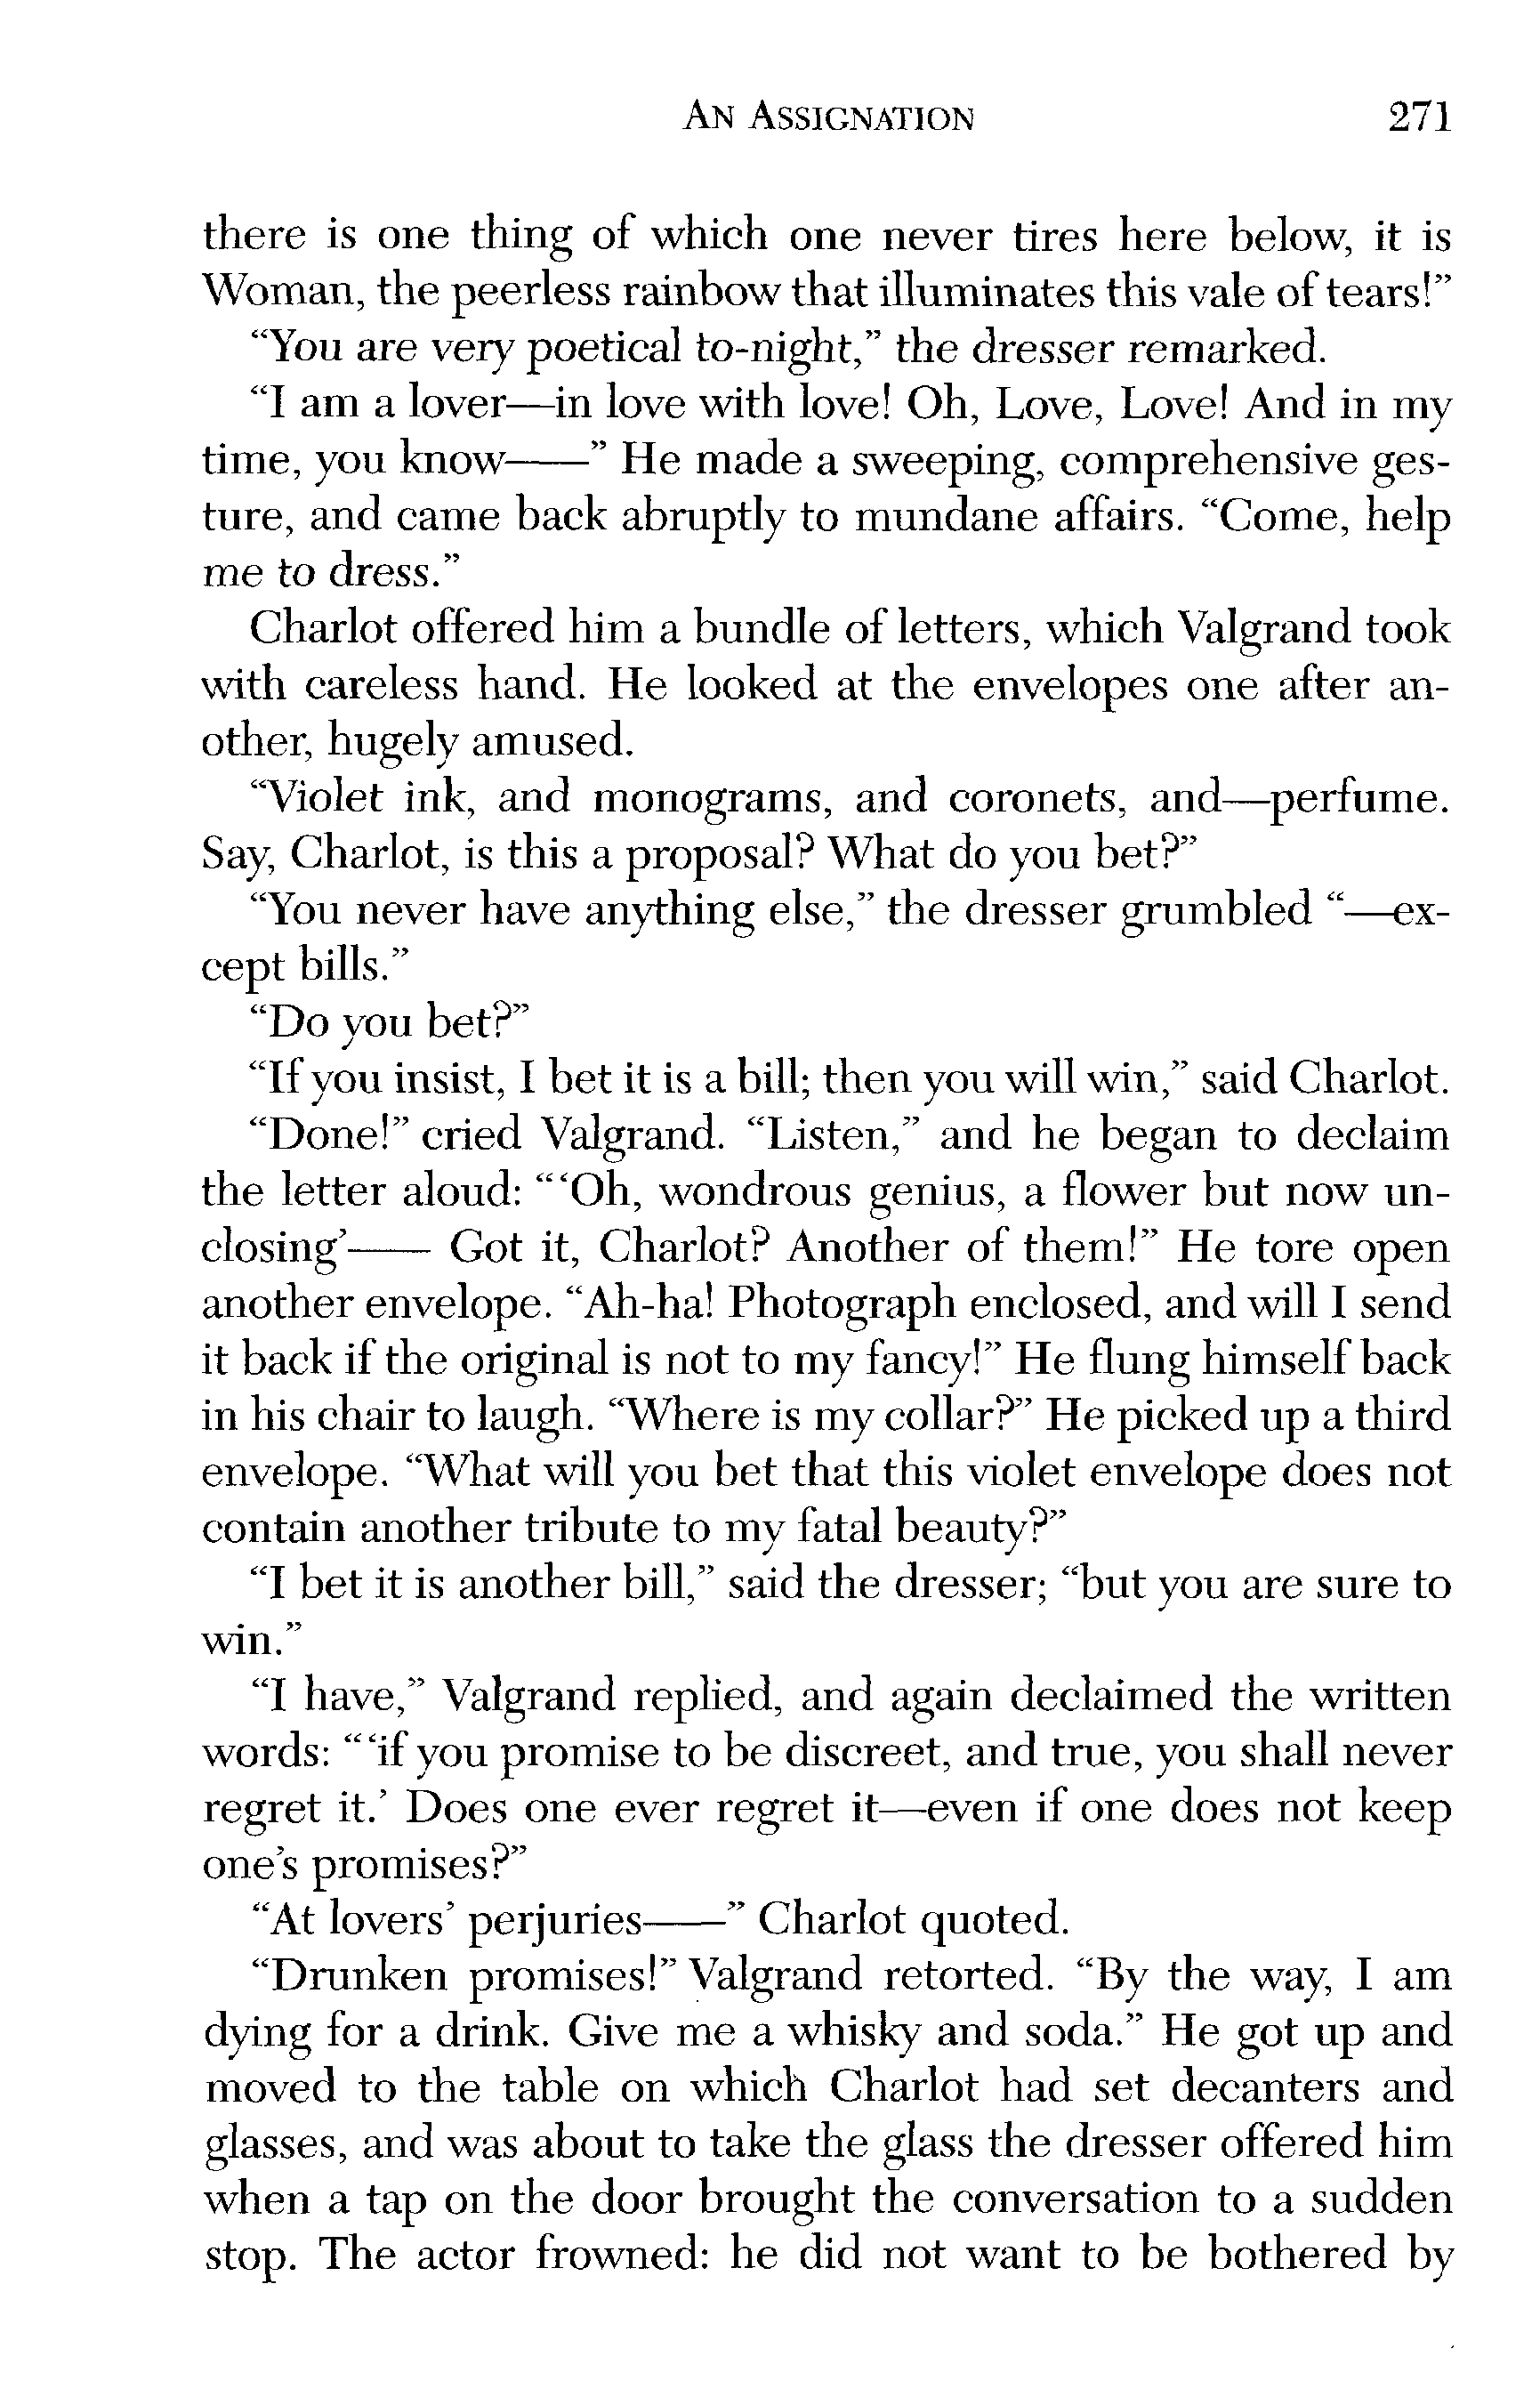 AN ASSIGNATION 271
there is one thing of which one never tires here below, it is
Woman, the peerless rainbow that illuminates this vale of tears!”
“You are very poetical to-night,” the dresser remarked.
“I am a lover—in love with love! Oh, Love, Love! And in my
time, you know——” He made a sweeping, comprehensive ges-
ture, and came back abruptly to mundane affairs. “Come, help
me to dress.”
Charlot offered him a bundle of letters, which Valgrand took
with careless hand. He looked at the envelopes one after an-
other, hugely amused.
“Violet ink, and monograms, and coronets, and—perfume.
Say, Charlot, is this a proposal? What do you bet?”
“You never have anything else,” the dresser grumbled “—ex-
cept bills.”
“Do you bet?”
“If you insist, I bet it is a bill; then you will win,” said Charlot.
“Done!” cried Valgrand. “Listen,” and he began to declaim
the letter aloud: “‘Oh, wondrous genius, a flower but now un-
closing’—— Got it, Charlot? Another of them!” He tore open
another envelope. “Ah-ha! Photograph enclosed, and will I send
it back if the original is not to my fancy!” He flung himself back
in his chair to laugh. “Where is my collar?” He picked up a third
envelope. “What will you bet that this violet envelope does not
contain another tribute to my fatal beauty?”
“I bet it is another bill,” said the dresser; “but you are sure to
win.”
“I have,” Valgrand replied, and again declaimed the written
words: “‘if you promise to be discreet, and true, you shall never
regret it.’ Does one ever regret it—even if one does not keep
one’s promises?”
“At lovers’ perjuries——” Charlot quoted.
“Drunken promises!” Valgrand retorted. “By the way, I am
dying for a drink. Give me a whisky and soda.” He got up and
moved to the table on which Charlot had set decanters and
glasses, and was about to take the glass the dresser offered him
when a tap on the door brought the conversation to a sudden
stop. The actor frowned: he did not want to be bothered by